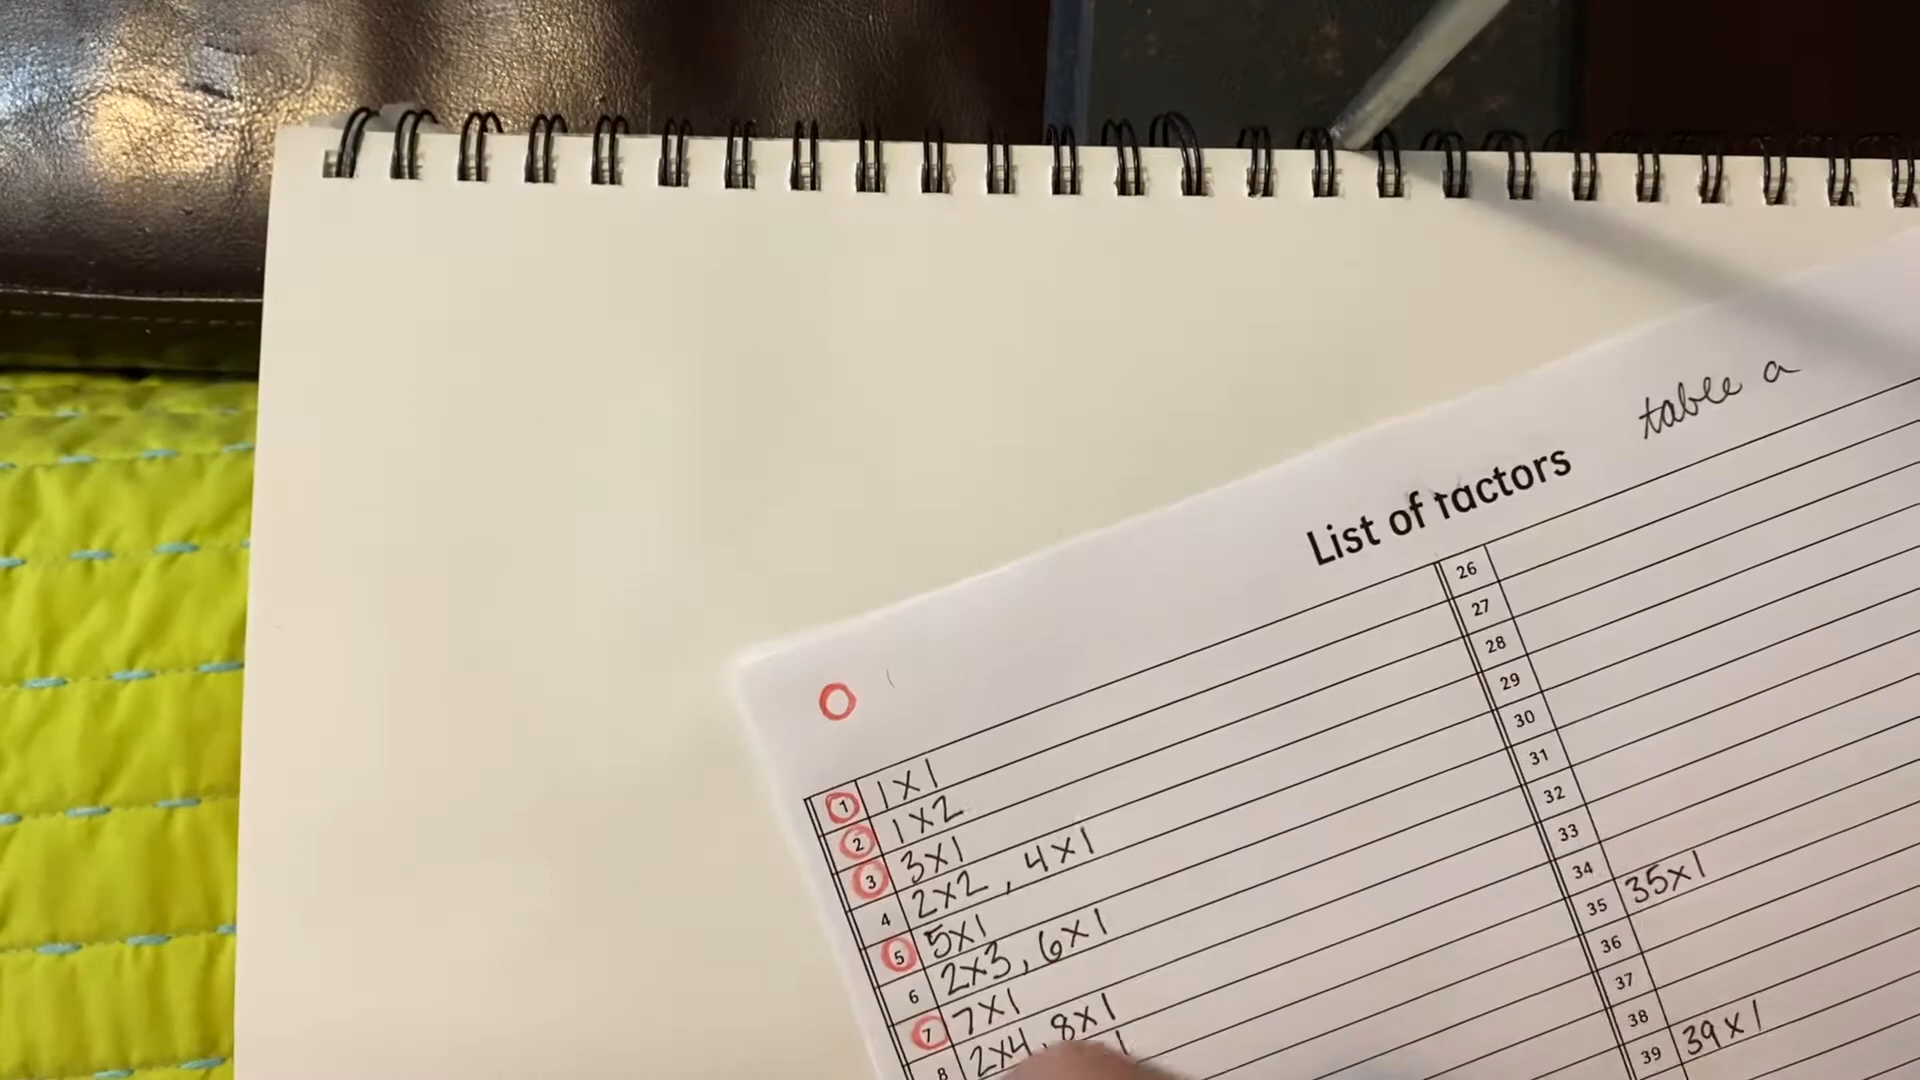 table a
List of factors
1 1x1
2 1x2
3 3x1
4 2x2, 4x1
5 5x1
6 2x3, 6x1
7 7x1
8 2x4, 8x1
26
27
28
29
30
31
32
33
34
35 35x1
36
37
38
39 39x1